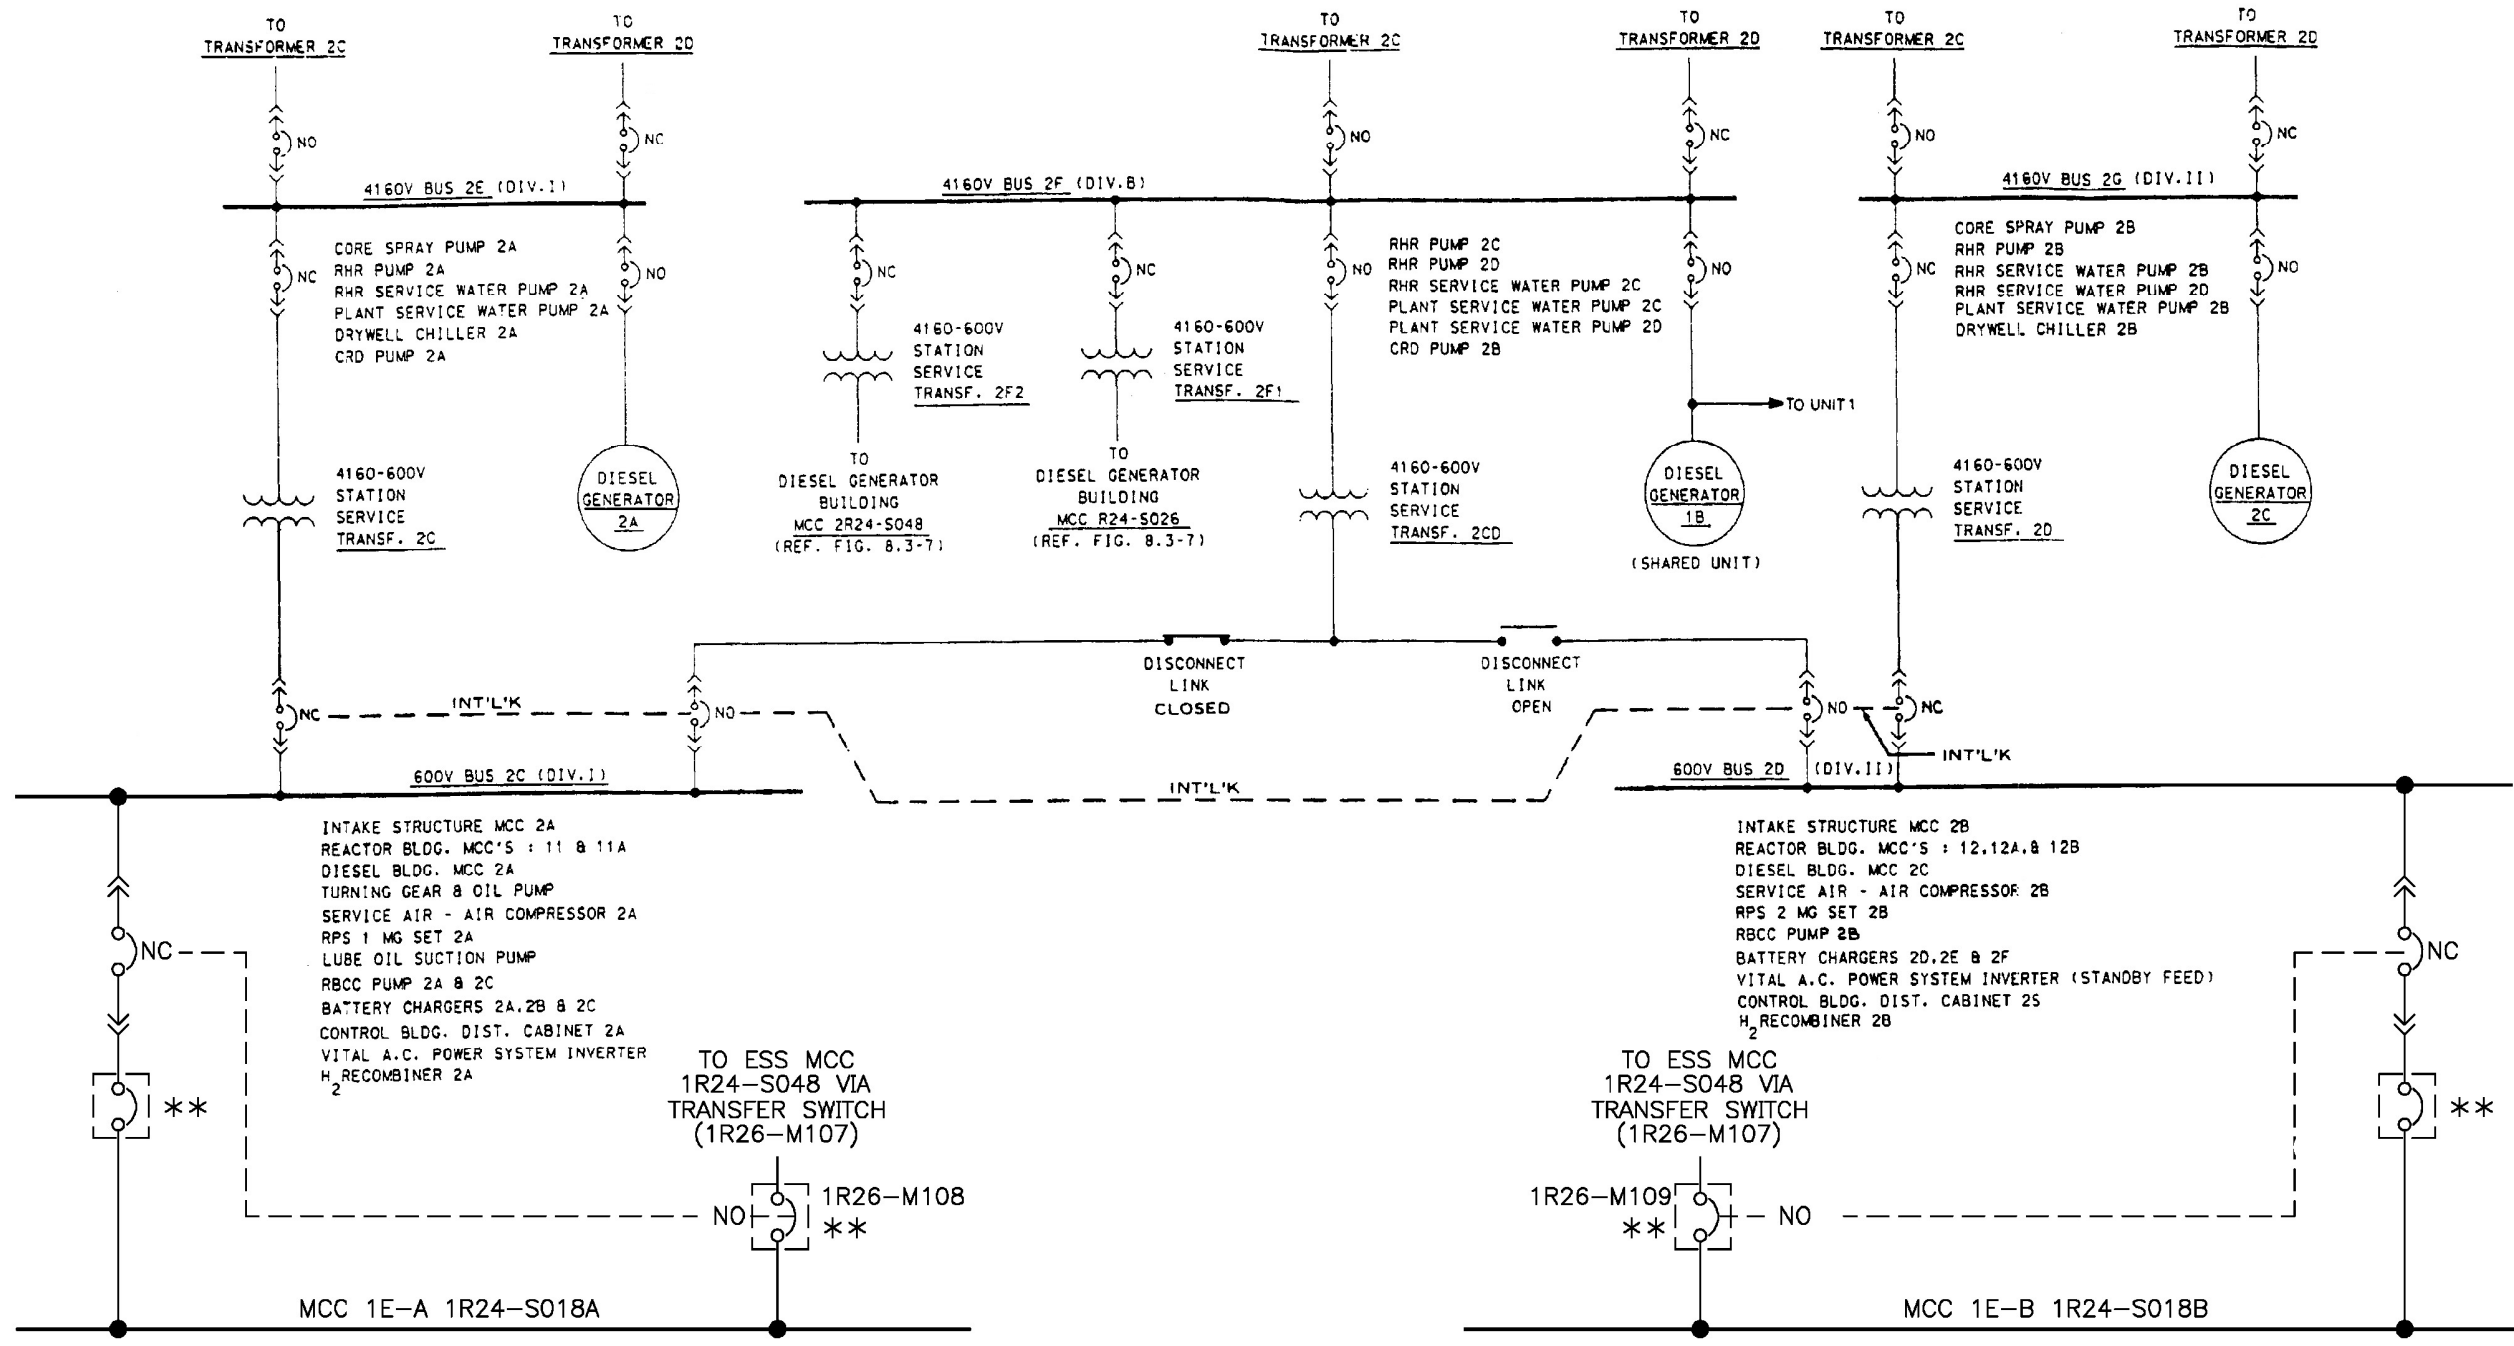 TO
TRANSFORMER 2C
TO
TRANSFORMER 2D
TO
TRANSFORMER 2C
TO
TRANSFORMER 2D
TO
TRANSFORMER 2C
TO
TRANSFORMER 2D
NO
NC
NO
NC
NO
NC
4160V BUS 2E (DIV.I)
4160V BUS 2F (DIV.B)
4160V BUS 2G (DIV.II)
NC
CORE SPRAY PUMP 2A
RHR PUMP 2A
RHR SERVICE WATER PUMP 2A
PLANT SERVICE WATER PUMP 2A
DRYWELL CHILLER 2A
CRD PUMP 2A
NO
NC
NC
NO
RHR PUMP 2C
RHR PUMP 2D
RHR SERVICE WATER PUMP 2C
PLANT SERVICE WATER PUMP 2C
PLANT SERVICE WATER PUMP 2D
CRD PUMP 2B
NO
NC
CORE SPRAY PUMP 2B
RHR PUMP 2B
RHR SERVICE WATER PUMP 2B
RHR SERVICE WATER PUMP 2D
PLANT SERVICE WATER PUMP 2B
DRYWELL CHILLER 2B
NO
4160-600V
STATION
SERVICE
TRANSF. 2F2
4160-600V
STATION
SERVICE
TRANSF. 2F1
TO UNIT 1
4160-600V
STATION
SERVICE
TRANSF. 2C
DIESEL
GENERATOR
2A
TO
DIESEL GENERATOR
BUILDING
MCC 2R24-S048
(REF. FIG. 8.3-7)
TO
DIESEL GENERATOR
BUILDING
MCC R24-S026
(REF. FIG. 8.3-7)
4160-600V
STATION
SERVICE
TRANSF. 2CD
DIESEL
GENERATOR
1B
(SHARED UNIT)
4160-600V
STATION
SERVICE
TRANSF. 2D
DIESEL
GENERATOR
2C
DISCONNECT
LINK
CLOSED
DISCONNECT
LINK
OPEN
NC
INT'L'K
NO
NO
NC
INT'L'K
INT'L'K
600V BUS 2C (DIV.I)
600V BUS 2D (DIV.II)
INTAKE STRUCTURE MCC 2A
REACTOR BLDG. MCC'S : 11 & 11A
DIESEL BLDG. MCC 2A
TURNING GEAR & OIL PUMP
SERVICE AIR - AIR COMPRESSOR 2A
RPS 1 MG SET 2A
LUBE OIL SUCTION PUMP
RBCC PUMP 2A & 2C
BATTERY CHARGERS 2A.2B & 2C
CONTROL BLDG. DIST. CABINET 2A
VITAL A.C. POWER SYSTEM INVERTER
H2 RECOMBINER 2A
INTAKE STRUCTURE MCC 2B
REACTOR BLDG. MCC'S : 12.12A.& 12B
DIESEL BLDG. MCC 2C
SERVICE AIR - AIR COMPRESSOR 2B
RPS 2 MG SET 2B
RBCC PUMP 2B
BATTERY CHARGERS 2D.2E & 2F
VITAL A.C. POWER SYSTEM INVERTER (STANDBY FEED)
CONTROL BLDG. DIST. CABINET 2S
H2 RECOMBINER 2B
NC
NC
**
TO ESS MCC
1R24-S048 VIA
TRANSFER SWITCH
(1R26-M107)
TO ESS MCC
1R24-S048 VIA
TRANSFER SWITCH
(1R26-M107)
**
NO
1R26-M108
**
1R26-M109
**
NO
MCC 1E-A 1R24-S018A
MCC 1E-B 1R24-S018B